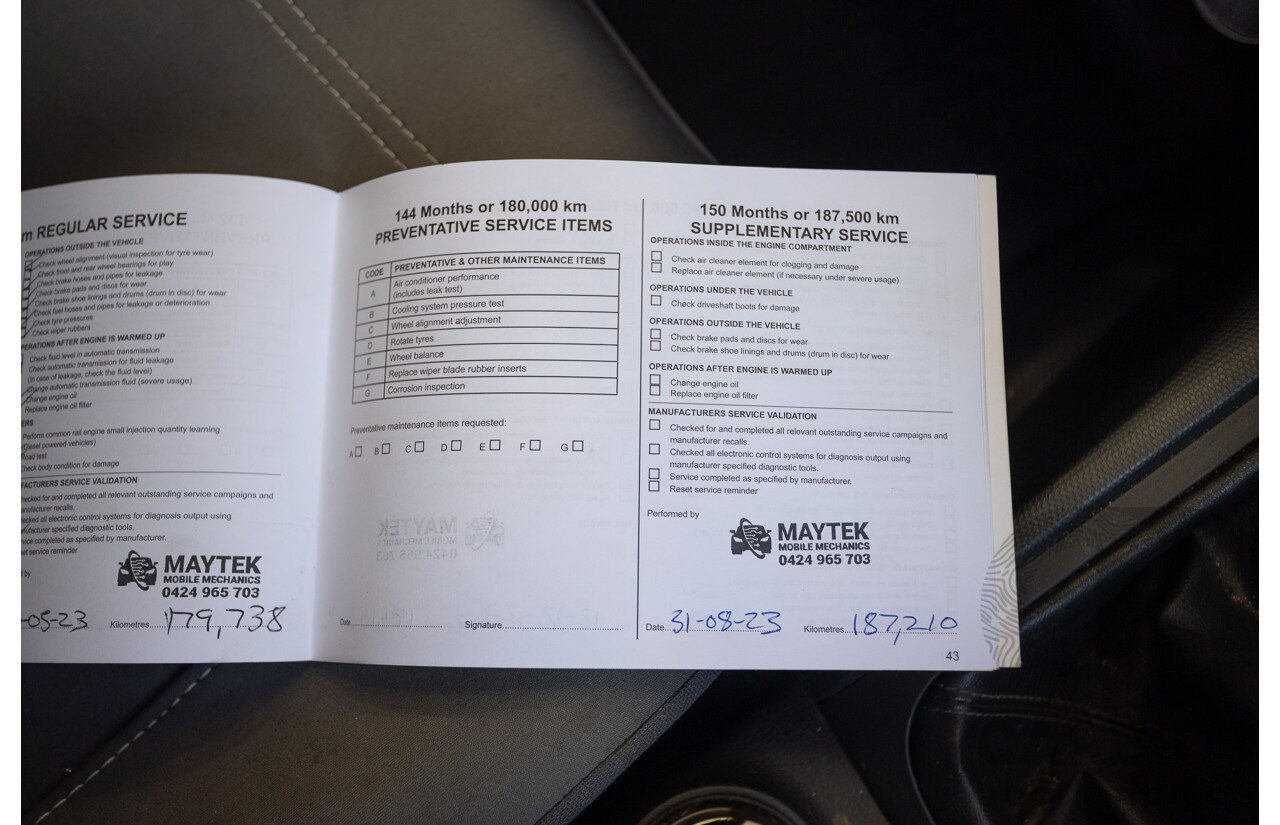 m REGULAR SERVICE
OPERATIONS OUTSIDE THE VEHICLE
Check wheel alignment (visual inspection for tyre wear)
Check front and rear wheel bearings for play
Check brake hoses and pipes for leakage
Check brake pads and discs for wear
Check brake shoe linings and drums (drum in disc) for wear
Check fuel hoses and pipes for leakage or deterioration
Check tyre pressures
Check wiper rubbers
ERATIONS AFTER ENGINE IS WARMED UP
Check fluid level in automatic transmission
Check automatic transmission for fluid leakage
(in case of leakage, check the fluid level)
Change automatic transmission fluid (severe usage)
Change engine oil
Replace engine oil filter
ERS
Perform common rail engine small injection quantity learning
(Diesel powered vehicles)
Road test
Check body condition for damage
FACTURERS SERVICE VALIDATION
hecked for and completed all relevant outstanding service campaigns and
anufacturer recalls.
ecked all electronic control systems for diagnosis output using
nufacturer specified diagnostic tools.
vice completed as specified by manufacturer.
et service reminder
by
MAYTEK
MOBILE MECHANICS
0424 965 703
-05-23 Kilometres 179,738
144 Months or 180,000 km
PREVENTATIVE SERVICE ITEMS
CODE PREVENTATIVE & OTHER MAINTENANCE ITEMS
A Air conditioner performance
(includes leak test)
B Cooling system pressure test
C Wheel alignment adjustment
D Rotate tyres
E Wheel balance
F Replace wiper blade rubber inserts
G Corrosion inspection
Preventative maintenance items requested:
A B C D E F G
Date Signature
150 Months or 187,500 km
SUPPLEMENTARY SERVICE
OPERATIONS INSIDE THE ENGINE COMPARTMENT
Check air cleaner element for clogging and damage
Replace air cleaner element (if necessary under severe usage)
OPERATIONS UNDER THE VEHICLE
Check driveshaft boots for damage
OPERATIONS OUTSIDE THE VEHICLE
Check brake pads and discs for wear
Check brake shoe linings and drums (drum in disc) for wear
OPERATIONS AFTER ENGINE IS WARMED UP
Change engine oil
Replace engine oil filter
MANUFACTURERS SERVICE VALIDATION
Checked for and completed all relevant outstanding service campaigns and
manufacturer recalls.
Checked all electronic control systems for diagnosis output using
manufacturer specified diagnostic tools.
Service completed as specified by manufacturer.
Reset service reminder
Performed by
MAYTEK
MOBILE MECHANICS
0424 965 703
Date 31-08-23 Kilometres 187,210
43